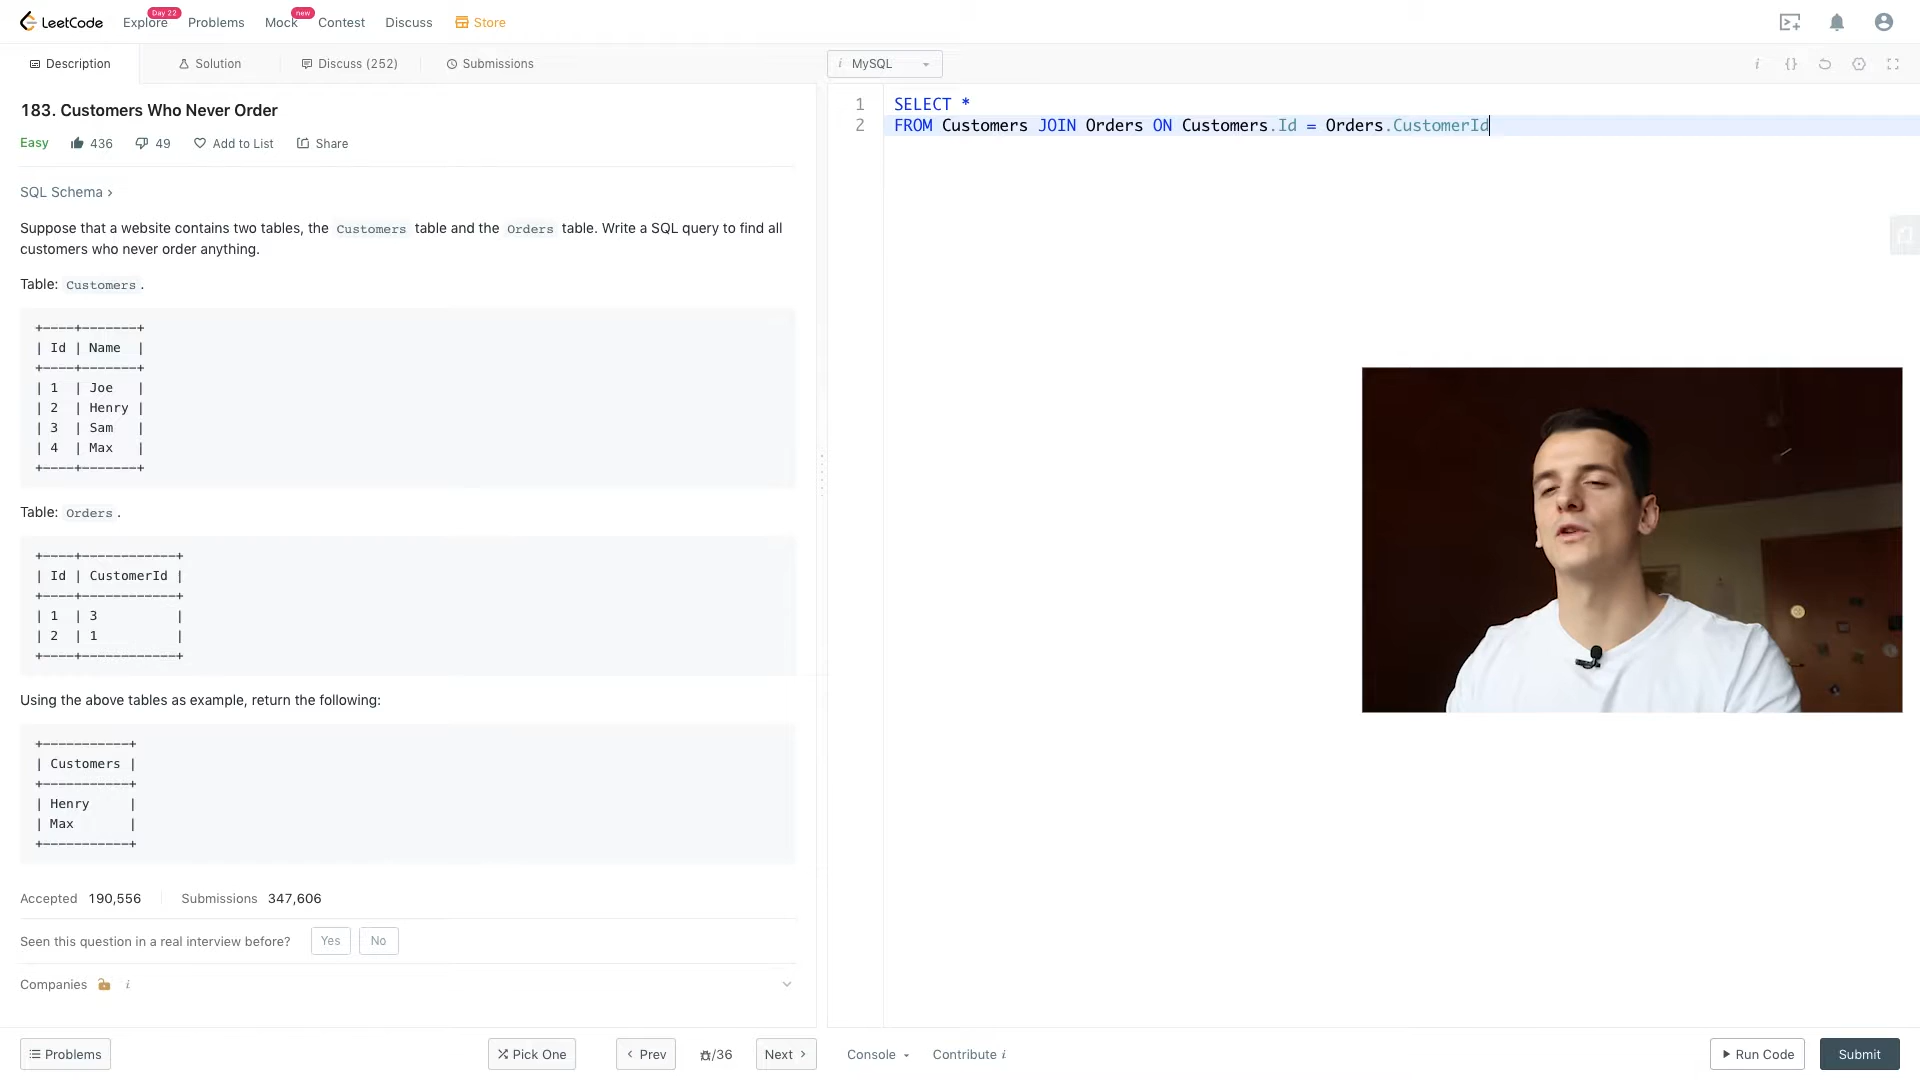 LeetCode Explore Day 22 Problems Mock new Contest Discuss Store
Description Solution Discuss (252) Submissions
i MySQL
i {}
183. Customers Who Never Order
Easy 436 49 Add to List Share
SQL Schema ›
Suppose that a website contains two tables, the Customers table and the Orders table. Write a SQL query to find all
customers who never order anything.
Table: Customers.
+----+-------+
| Id | Name  |
+----+-------+
| 1  | Joe   |
| 2  | Henry |
| 3  | Sam   |
| 4  | Max   |
+----+-------+
Table: Orders.
+----+------------+
| Id | CustomerId |
+----+------------+
| 1  | 3          |
| 2  | 1          |
+----+------------+
Using the above tables as example, return the following:
+-----------+
| Customers |
+-----------+
| Henry     |
| Max       |
+-----------+
Accepted 190,556 Submissions 347,606
Seen this question in a real interview before? Yes No
Companies i
Problems Pick One ‹ Prev /36 Next ›
1 SELECT *
2 FROM Customers JOIN Orders ON Customers.Id = Orders.CustomerId
Console Contribute i Run Code Submit